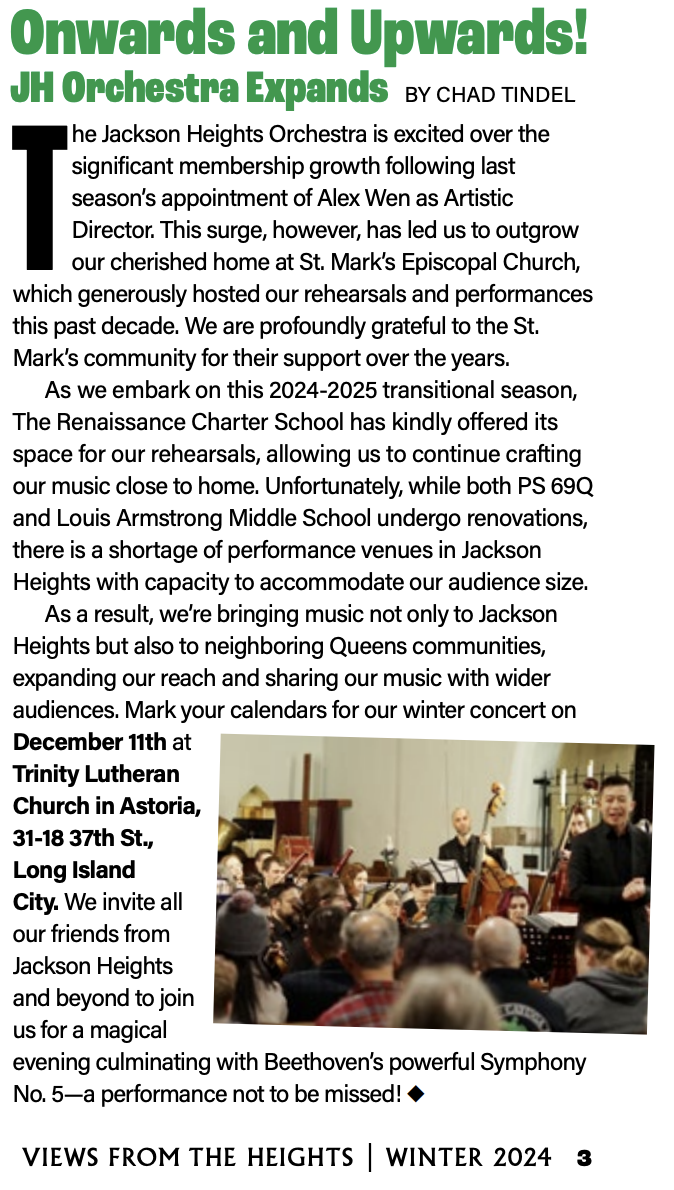 Onwards and Upwards!
JH Orchestra Expands BY CHAD TINDEL
The Jackson Heights Orchestra is excited over the
significant membership growth following last
season's appointment of Alex Wen as Artistic
Director. This surge, however, has led us to outgrow
our cherished home at St. Mark's Episcopal Church,
which generously hosted our rehearsals and performances
this past decade. We are profoundly grateful to the St.
Mark's community for their support over the years.
As we embark on this 2024-2025 transitional season,
The Renaissance Charter School has kindly offered its
space for our rehearsals, allowing us to continue crafting
our music close to home. Unfortunately, while both PS 69Q
and Louis Armstrong Middle School undergo renovations,
there is a shortage of performance venues in Jackson
Heights with capacity to accommodate our audience size.
As a result, we're bringing music not only to Jackson
Heights but also to neighboring Queens communities,
expanding our reach and sharing our music with wider
audiences. Mark your calendars for our winter concert on
December 11th at
Trinity Lutheran
Church in Astoria,
31-18 37th St.,
Long Island
City. We invite all
our friends from
Jackson Heights
and beyond to join
us for a magical
evening culminating with Beethoven's powerful Symphony
No. 5—a performance not to be missed! ◆
VIEWS FROM THE HEIGHTS | WINTER 2024 3